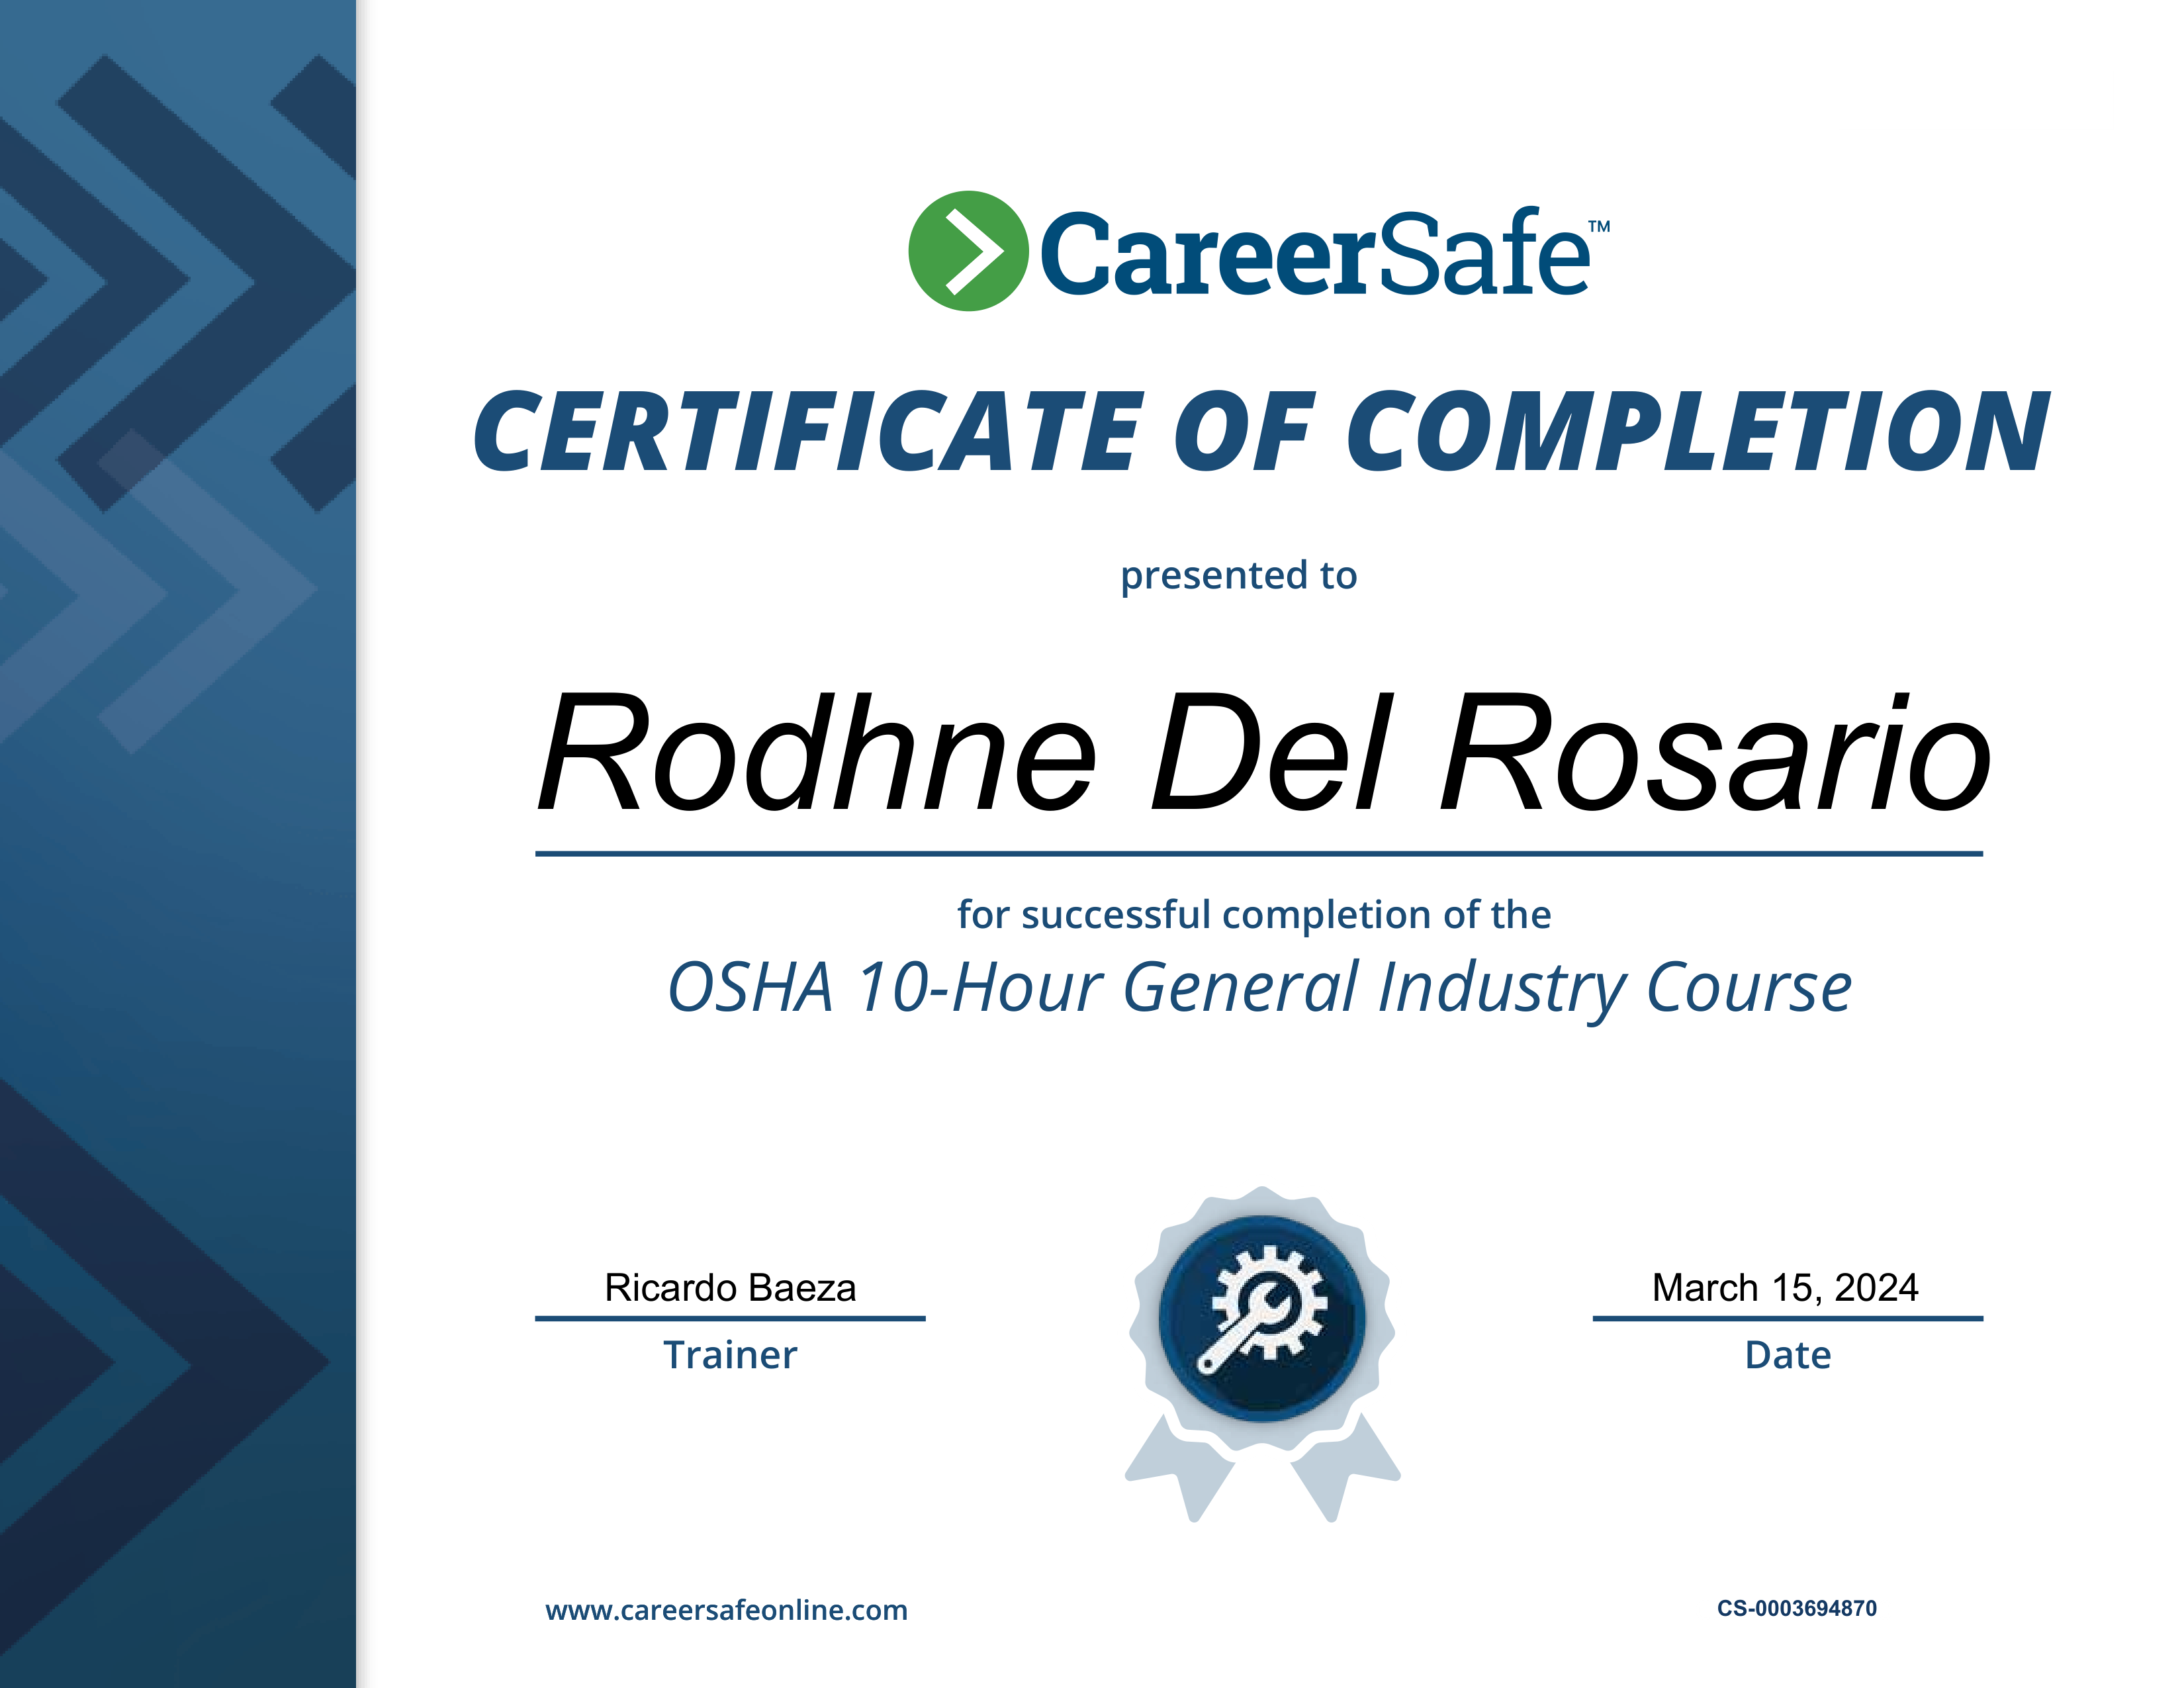 CareerSafe™
CERTIFICATE OF COMPLETION
presented to
Rodhne Del Rosario
for successful completion of the
OSHA 10-Hour General Industry Course
Ricardo Baeza
Trainer
March 15, 2024
Date
www.careersafeonline.com
CS-0003694870